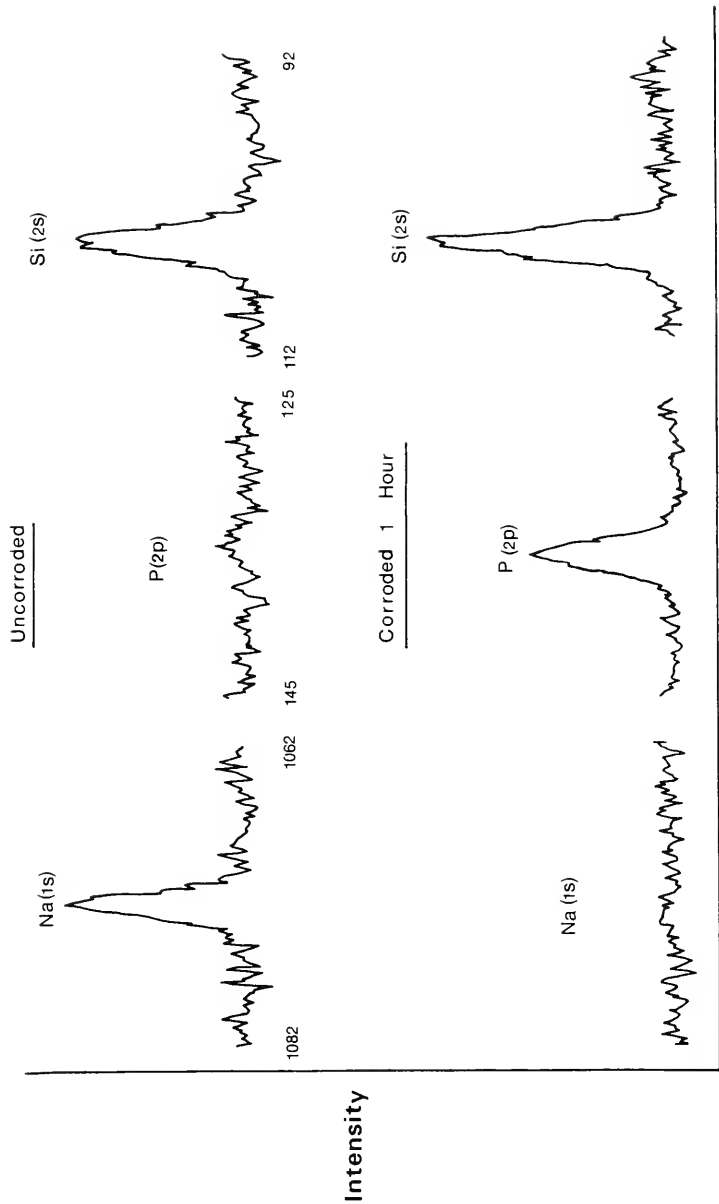 Uncorroded
Na (1s)
P (2p)
Si (2s)
1082
1062
145
125
112
92
Corroded 1 Hour
Na (1s)
P (2p)
Si (2s)
Intensity